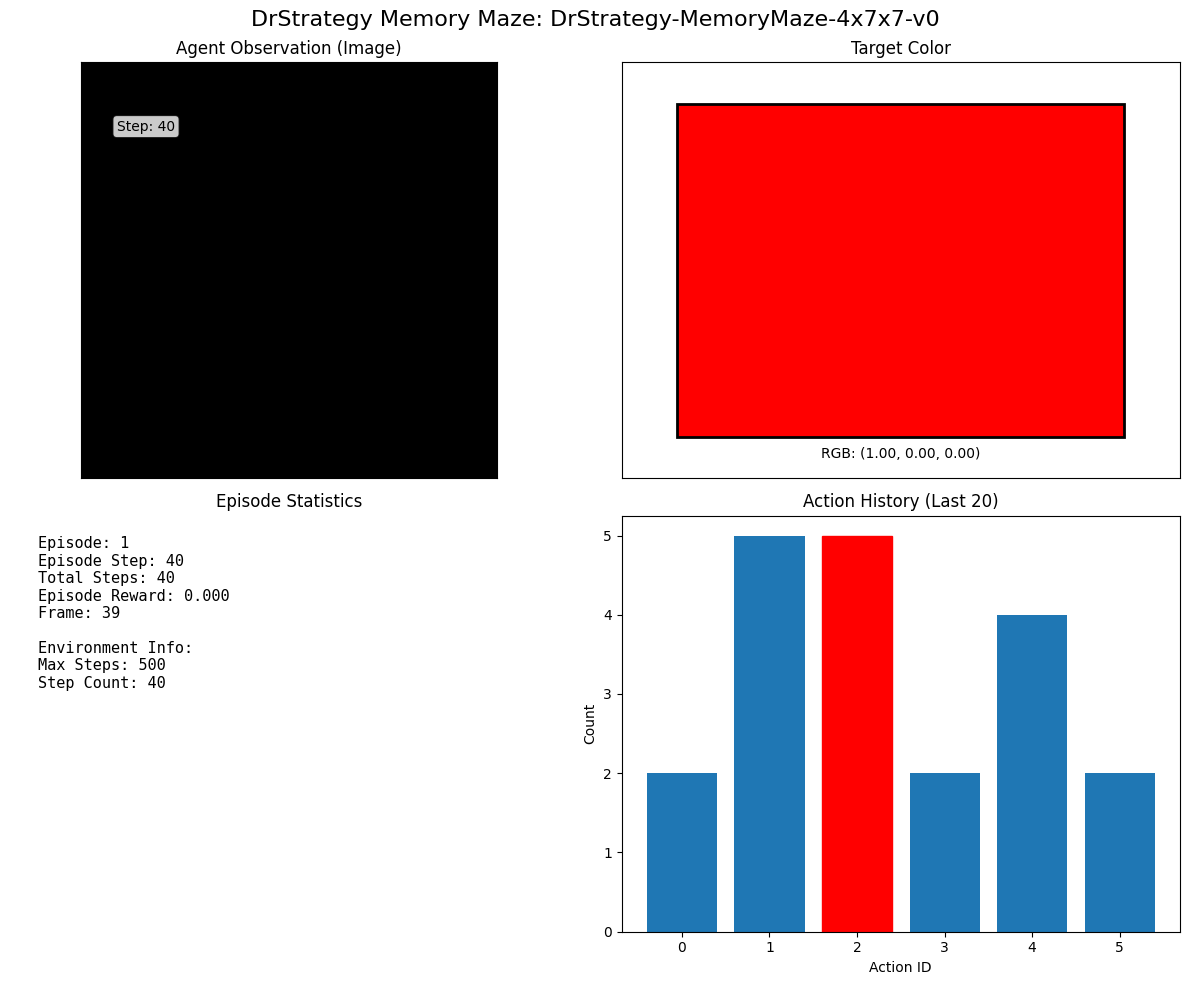 DrStrategy Memory Maze: DrStrategy-MemoryMaze-4x7x7-v0
Agent Observation (Image)
Step: 40
Target Color
RGB: (1.00, 0.00, 0.00)
Episode Statistics
Episode: 1
Episode Step: 40
Total Steps: 40
Episode Reward: 0.000
Frame: 39
Environment Info:
Max Steps: 500
Step Count: 40
Action History (Last 20)
5
4
3
2
1
0
Count
0 1 2 3 4 5
Action ID